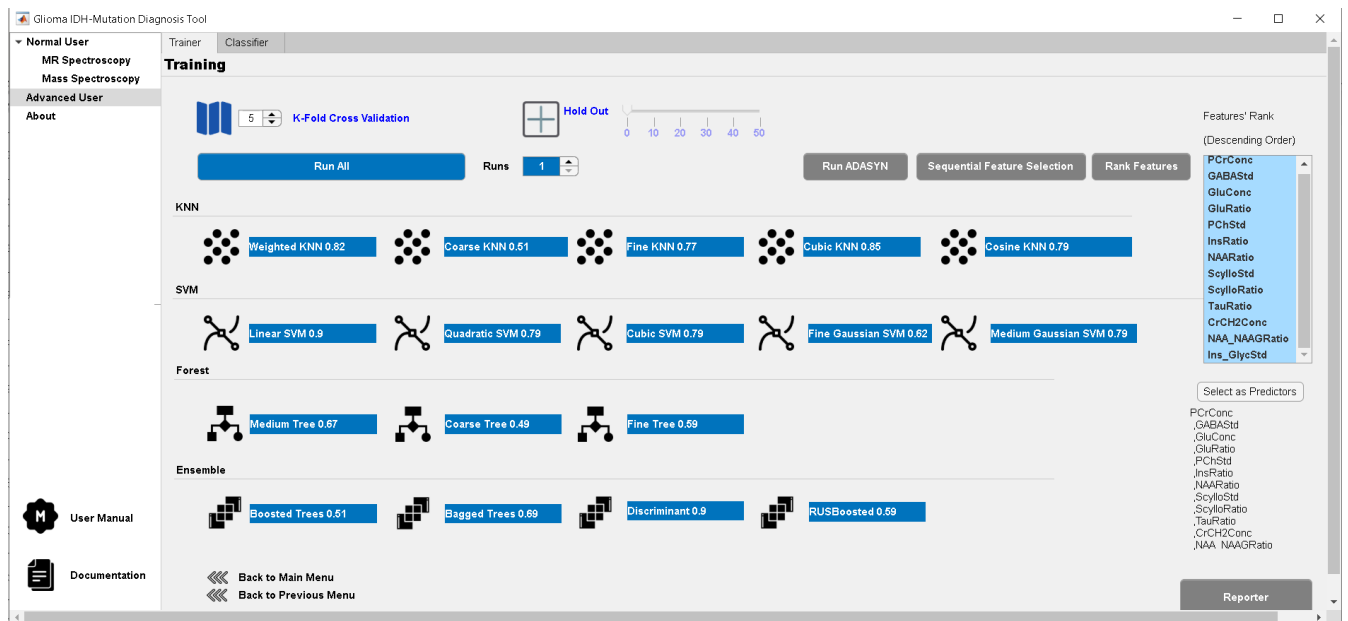 Glioma IDH-Mutation Diagnosis Tool
Normal User
MR Spectroscopy
Mass Spectroscopy
Advanced User
About
Trainer Classifier
Training
5 K-Fold Cross Validation
Hold Out
0 10 20 30 40 50
Run All
Runs 1
Run ADASYN
Sequential Feature Selection
Rank Features
KNN
Weighted KNN 0.82
Coarse KNN 0.51
Fine KNN 0.77
Cubic KNN 0.85
Cosine KNN 0.79
SVM
Linear SVM 0.9
Quadratic SVM 0.79
Cubic SVM 0.79
Fine Gaussian SVM 0.62
Medium Gaussian SVM 0.79
Forest
Medium Tree 0.67
Coarse Tree 0.49
Fine Tree 0.59
Ensemble
Boosted Trees 0.51
Bagged Trees 0.69
Discriminant 0.9
RUSBoosted 0.59
Back to Main Menu
Back to Previous Menu
Features' Rank
(Descending Order)
PCrConc
GABAStd
GluConc
GluRatio
PChStd
InsRatio
NAARatio
ScylloStd
ScylloRatio
TauRatio
CrCH2Conc
NAA_NAAGRatio
Ins_GlycStd
Select as Predictors
PCrConc
,GABAStd
,GluConc
,GluRatio
,PChStd
,InsRatio
,NAARatio
,ScylloStd
,ScylloRatio
,TauRatio
,CrCH2Conc
,NAA NAAGRatio
Reporter
M
User Manual
Documentation